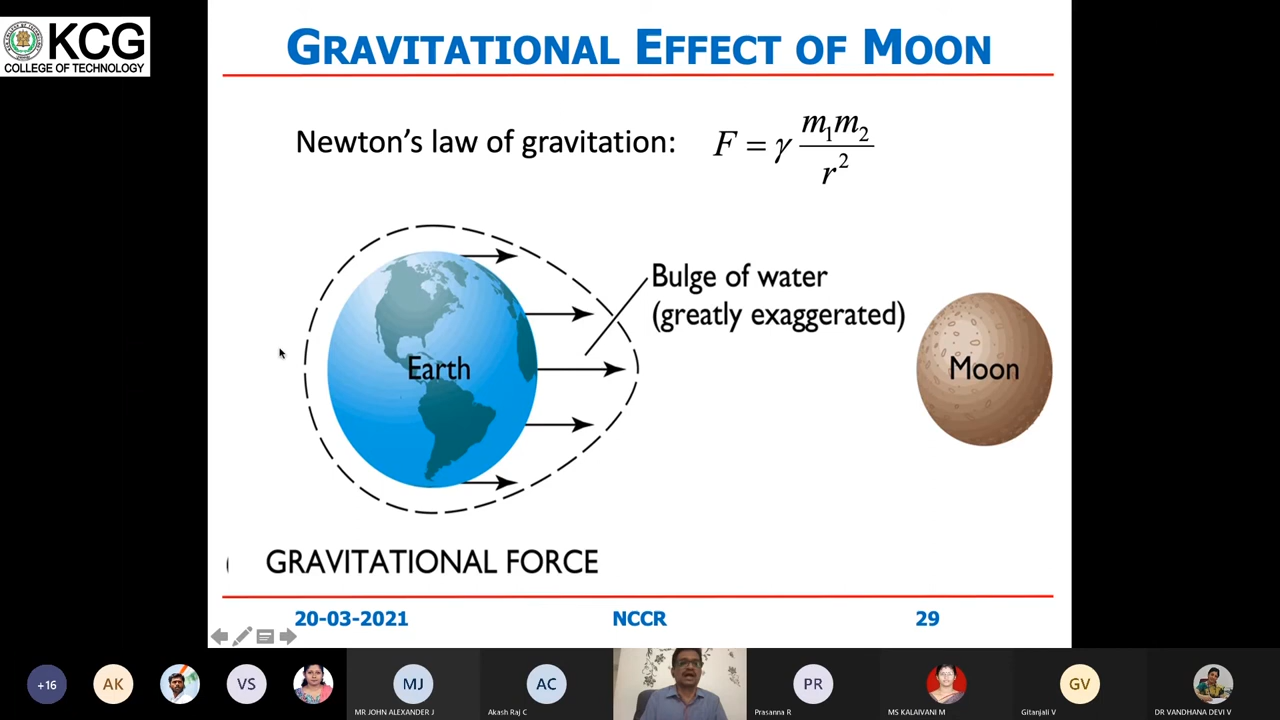 KCG
COLLEGE OF TECHNOLOGY
GRAVITATIONAL EFFECT OF MOON
Newton's law of gravitation: F = γ m₁m₂ / r²
Bulge of water
(greatly exaggerated)
Earth
Moon
( GRAVITATIONAL FORCE
20-03-2021 NCCR 29
+16 AK VS MJ AC PR GV
MR JOHN ALEXANDER J Akash Raj C Prasanna R MS KALAIVANI M Gitanjali V DR VANDHANA DEVI V